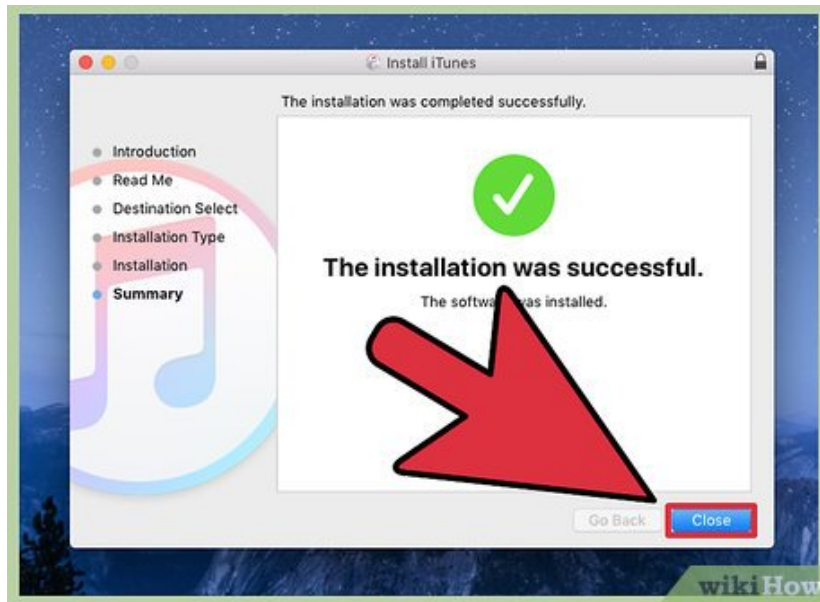 Install iTunes
The installation was completed successfully.
Introduction
Read Me
Destination Select
Installation Type
Installation
Summary
The installation was successful.
The software was installed.
Go Back
Close
wikiHow